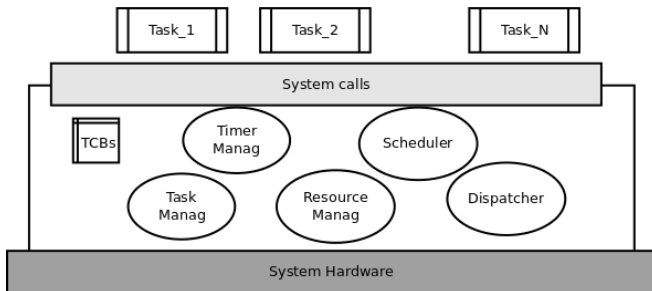 Task_1
Task_2
Task_N
System calls
TCBs
Timer
Manag
Scheduler
Task
Manag
Resource
Manag
Dispatcher
System Hardware